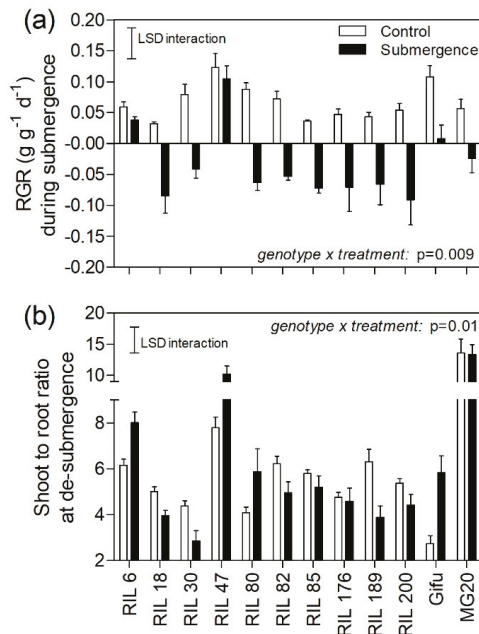 (a)
0.20
0.15
0.10
0.05
-0.00
-0.05
-0.10
-0.15
-0.20
RGR (g g⁻¹ d⁻¹)
during submergence
LSD interaction
Control
Submergence
genotype x treatment: p=0.009
(b)
20
15
10
8
6
4
2
Shoot to root ratio
at de-submergence
genotype x treatment: p=0.01
LSD interaction
RIL 6
RIL 18
RIL 30
RIL 47
RIL 80
RIL 82
RIL 85
RIL 176
RIL 189
RIL 200
Gifu
MG20